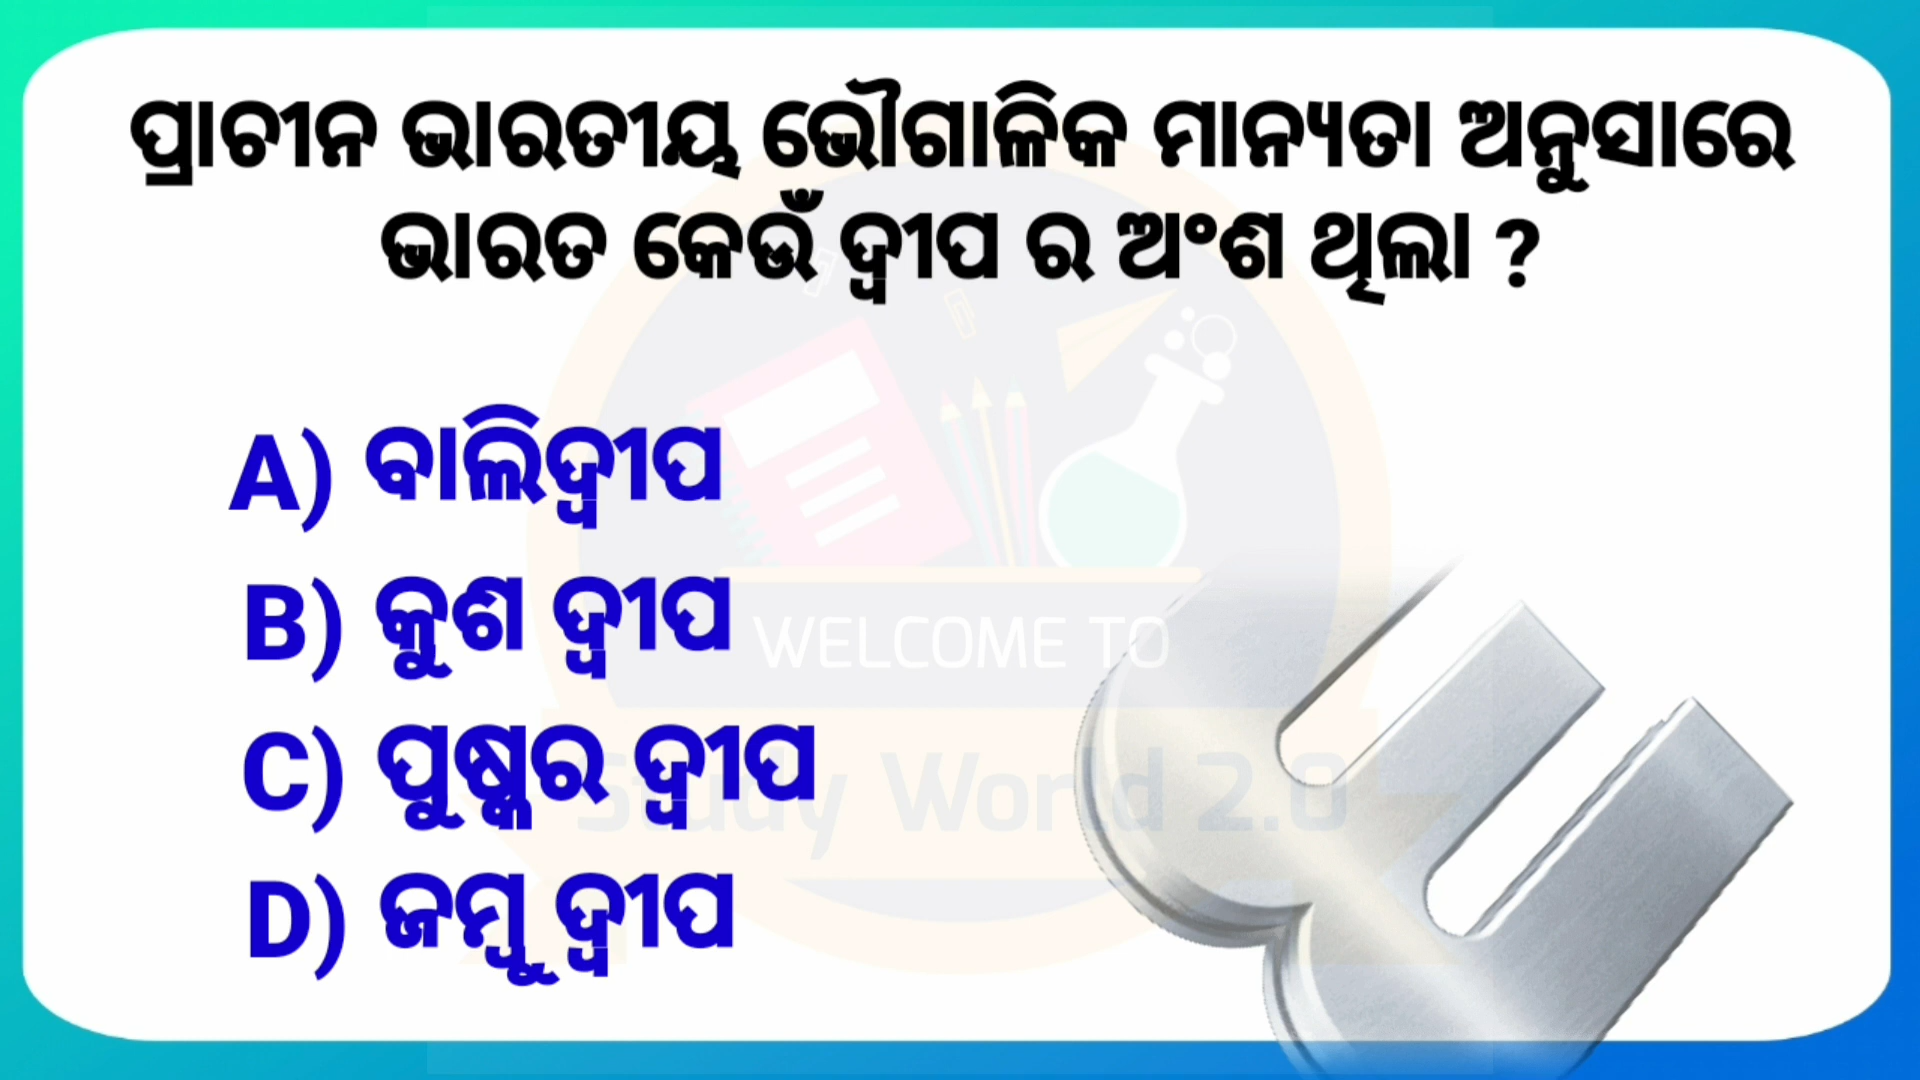 ପ୍ରାଚୀନ ଭାରତୀୟ ଭୌଗାଳିକ ମାନ୍ୟତା ଅନୁସାରେ
ଭାରତ କେଉଁ ଦ୍ୱୀପ ର ଅଂଶ ଥିଲା ?
A) ବାଲିଦ୍ୱୀପ
B) କୁଶ ଦ୍ୱୀପ
WELCOME TO
C) ପୁଷ୍କର ଦ୍ୱୀପ
Study World 2.0
D) ଜମ୍ବୁ ଦ୍ୱୀପ